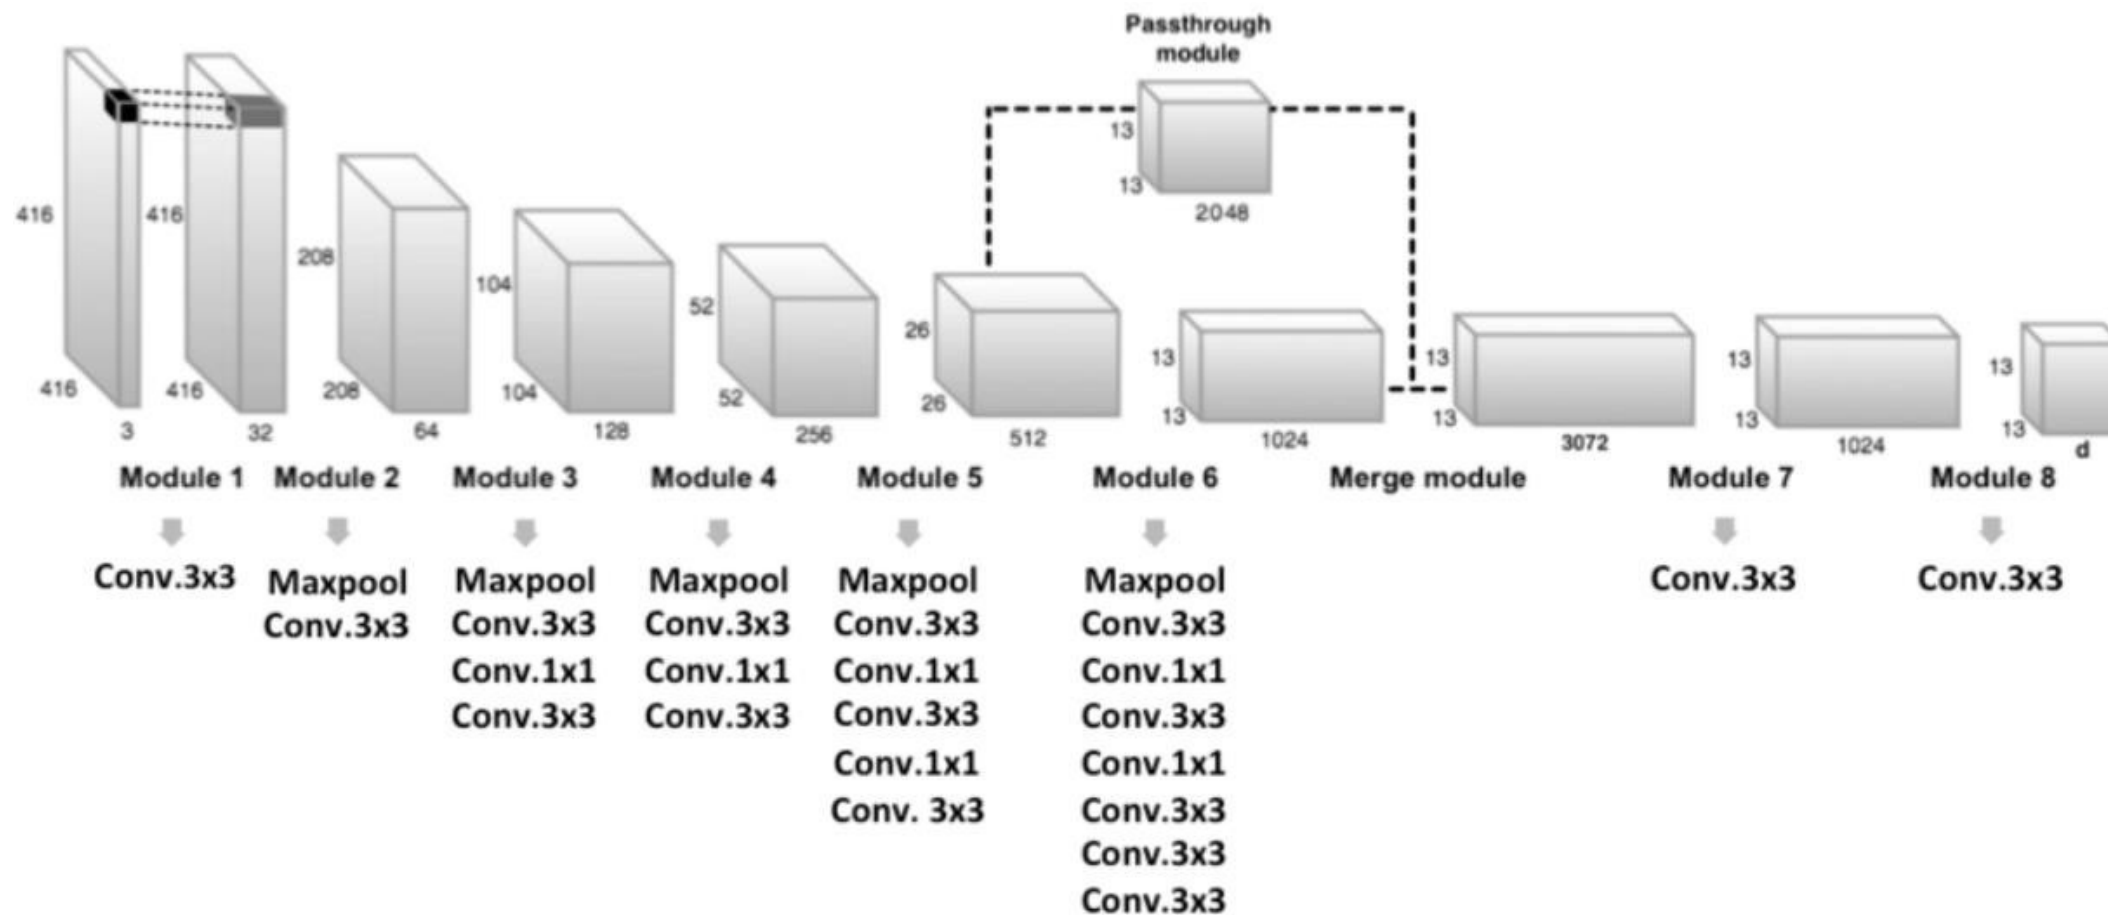 Passthrough
module
13
13
2048
416
416
3
416
416
32
208
208
64
104
104
128
52
52
256
26
26
512
13
13
1024
13
13
3072
13
13
1024
13
13
d
Module 1
Module 2
Module 3
Module 4
Module 5
Module 6
Merge module
Module 7
Module 8
Conv.3x3
Maxpool
Conv.3x3
Maxpool
Conv.3x3
Conv.1x1
Conv.3x3
Maxpool
Conv.3x3
Conv.1x1
Conv.3x3
Maxpool
Conv.3x3
Conv.1x1
Conv.3x3
Conv.1x1
Conv. 3x3
Maxpool
Conv.3x3
Conv.1x1
Conv.3x3
Conv.1x1
Conv.3x3
Conv.3x3
Conv.3x3
Conv.3x3
Conv.3x3